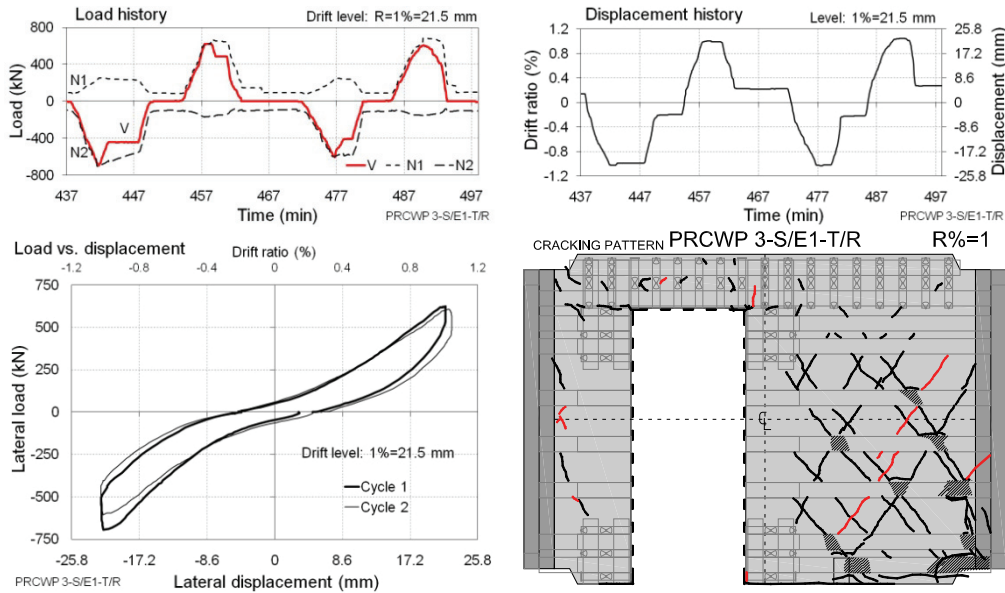 Load history
Drift level: R=1%=21.5 mm
Load (kN)
800
400
0
-400
-800
N1
V
N2
V N1 N2
437 447 457 467 477 487 497
Time (min)
PRCWP 3-S/E1-T/R
Displacement history
Level: 1%=21.5 mm
Drift ratio (%)
1.2
0.8
0.4
0
-0.4
-0.8
-1.2
25.8
17.2
8.6
0
-8.6
-17.2
-25.8
Displacement (mm)
437 447 457 467 477 487 497
Time (min)
PRCWP 3-S/E1-T/R
Load vs. displacement
Drift ratio (%)
-1.2 -0.8 -0.4 0 0.4 0.8 1.2
Lateral load (kN)
750
500
250
0
-250
-500
-750
Drift level: 1%=21.5 mm
Cycle 1
Cycle 2
-25.8 -17.2 -8.6 0 8.6 17.2 25.8
PRCWP 3-S/E1-T/R
Lateral displacement (mm)
CRACKING PATTERN PRCWP 3-S/E1-T/R R%=1
CL